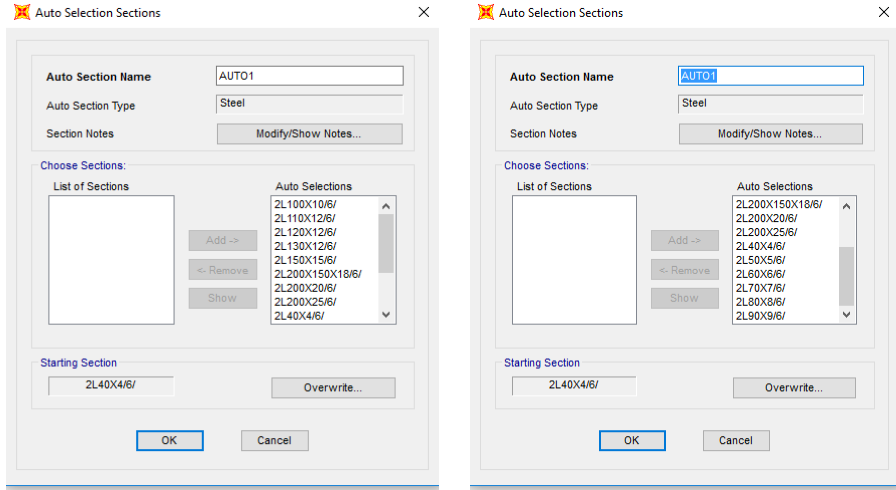 Auto Selection Sections
Auto Section Name AUTO1
Auto Section Type Steel
Section Notes Modify/Show Notes...
Choose Sections:
List of Sections Auto Selections
2L100X10/6/
2L110X12/6/
2L120X12/6/
2L130X12/6/
2L150X15/6/
2L200X150X18/6/
2L200X20/6/
2L200X25/6/
2L40X4/6/
Add ->
<- Remove
Show
Starting Section
2L40X4/6/ Overwrite...
OK Cancel
Auto Selection Sections
Auto Section Name AUTO1
Auto Section Type Steel
Section Notes Modify/Show Notes...
Choose Sections:
List of Sections Auto Selections
2L200X150X18/6/
2L200X20/6/
2L200X25/6/
2L40X4/6/
2L50X5/6/
2L60X6/6/
2L70X7/6/
2L80X8/6/
2L90X9/6/
Add ->
<- Remove
Show
Starting Section
2L40X4/6/ Overwrite...
OK Cancel